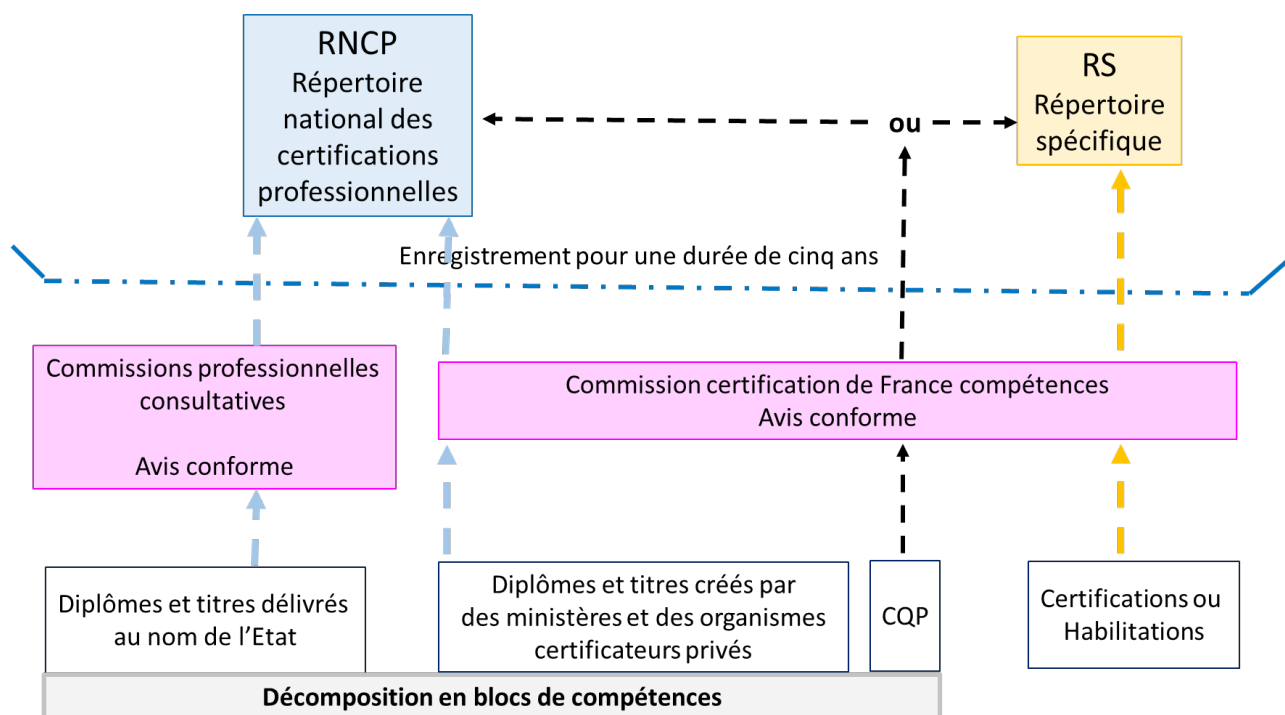 RNCP
Répertoire
national des
certifications
professionnelles
ou
RS
Répertoire
spécifique
Enregistrement pour une durée de cinq ans
Commissions professionnelles
consultatives
Avis conforme
Commission certification de France compétences
Avis conforme
Diplômes et titres délivrés
au nom de l'Etat
Diplômes et titres créés par
des ministères et des organismes
certificateurs privés
CQP
Certifications ou
Habilitations
Décomposition en blocs de compétences